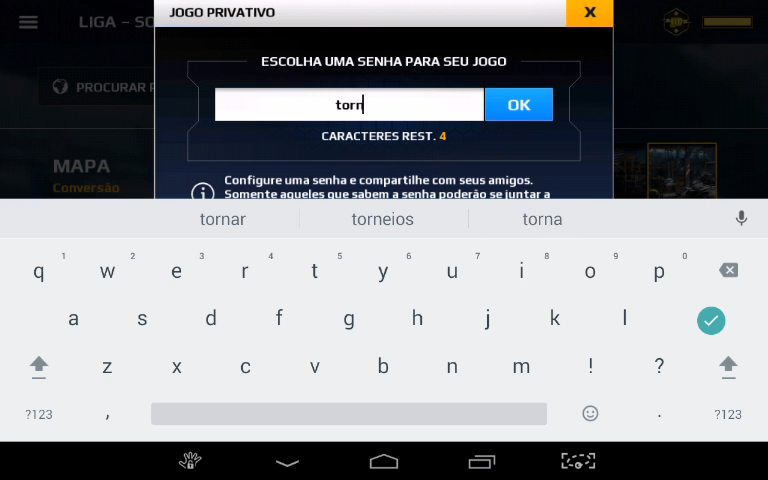 JOGO PRIVATIVO
X
LIGA – SO
ESCOLHA UMA SENHA PARA SEU JOGO
PROCURAR P
torn
OK
CARACTERES REST. 4
MAPA
Conversão
Configure uma senha e compartilhe com seus amigos.
Somente aqueles que sabem a senha poderão se juntar a
tornar torneios torna
1 2 3 4 5 6 7 8 9 0
q w e r t y u i o p
a s d f g h j k l
z x c v b n m ! ?
?123 , . ?123